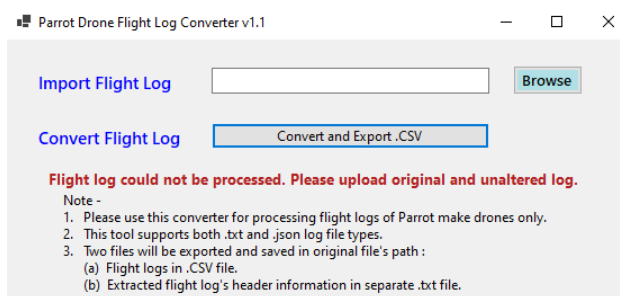 Parrot Drone Flight Log Converter v1.1
Import Flight Log
Browse
Convert Flight Log
Convert and Export .CSV
Flight log could not be processed. Please upload original and unaltered log.
Note -
1. Please use this converter for processing flight logs of Parrot make drones only.
2. This tool supports both .txt and .json log file types.
3. Two files will be exported and saved in original file's path :
(a) Flight logs in .CSV file.
(b) Extracted flight log's header information in separate .txt file.